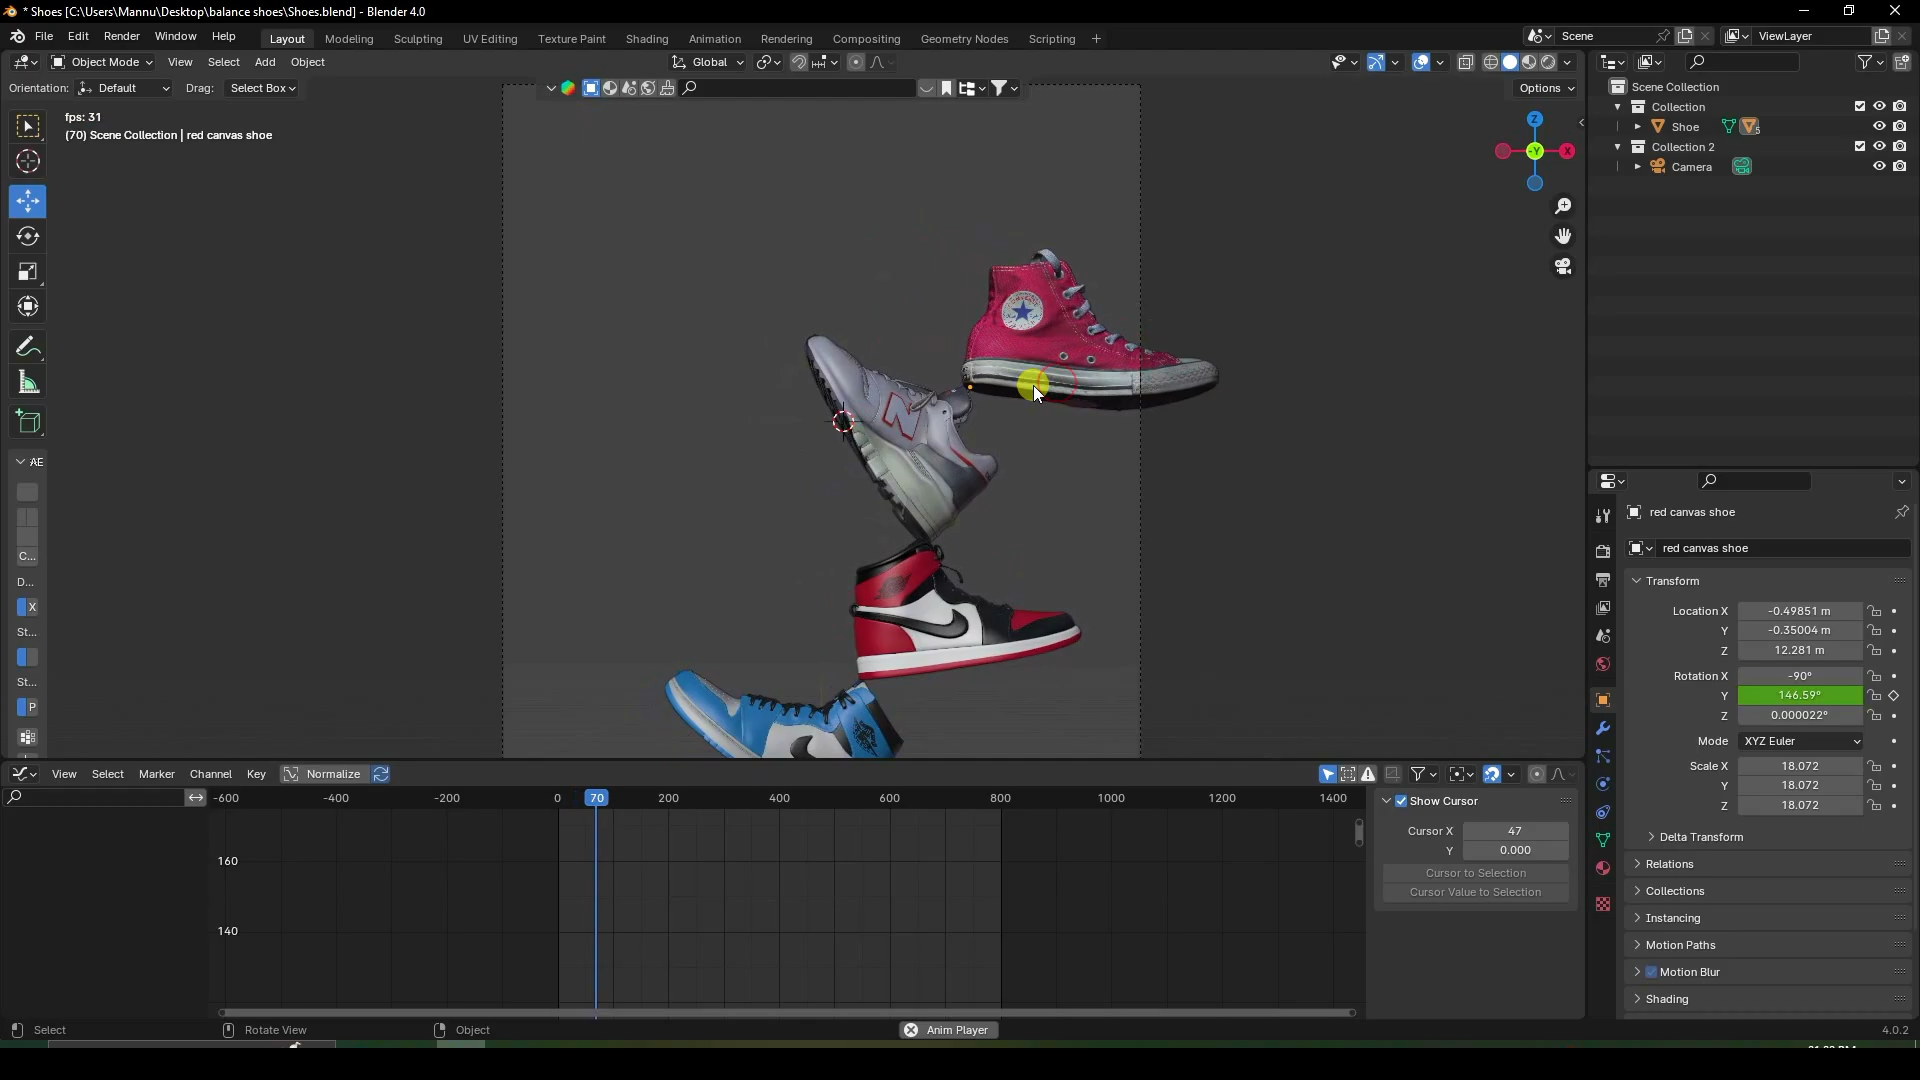 * Shoes [C:\Users\Mannu\Desktop\balance shoes\Shoes.blend] - Blender 4.0
File Edit Render Window Help
Layout Modeling Sculpting UV Editing Texture Paint Shading Animation Rendering Compositing Geometry Nodes Scripting +
Scene ViewLayer
Object Mode View Select Add Object Global
Orientation: Default Drag: Select Box Options
fps: 31
(70) Scene Collection | red canvas shoe
Z
-Y X
Scene Collection
Collection
Shoe 5
Collection 2
Camera
N
AE
C...
D...
X
St...
St...
P
red canvas shoe
red canvas shoe
Transform
Location X -0.49851 m
Y -0.35004 m
Z 12.281 m
Rotation X -90°
Y 146.59°
Z 0.000022°
Mode XYZ Euler
Scale X 18.072
Y 18.072
Z 18.072
Delta Transform
Relations
Collections
Instancing
Motion Paths
Motion Blur
Shading
View Select Marker Channel Key Normalize
-600 -400 -200 0 70 200 400 600 800 1000 1200 1400
160
140
Show Cursor
Cursor X 47
Y 0.000
Cursor to Selection
Cursor Value to Selection
Select Rotate View Object Anim Player 4.0.2